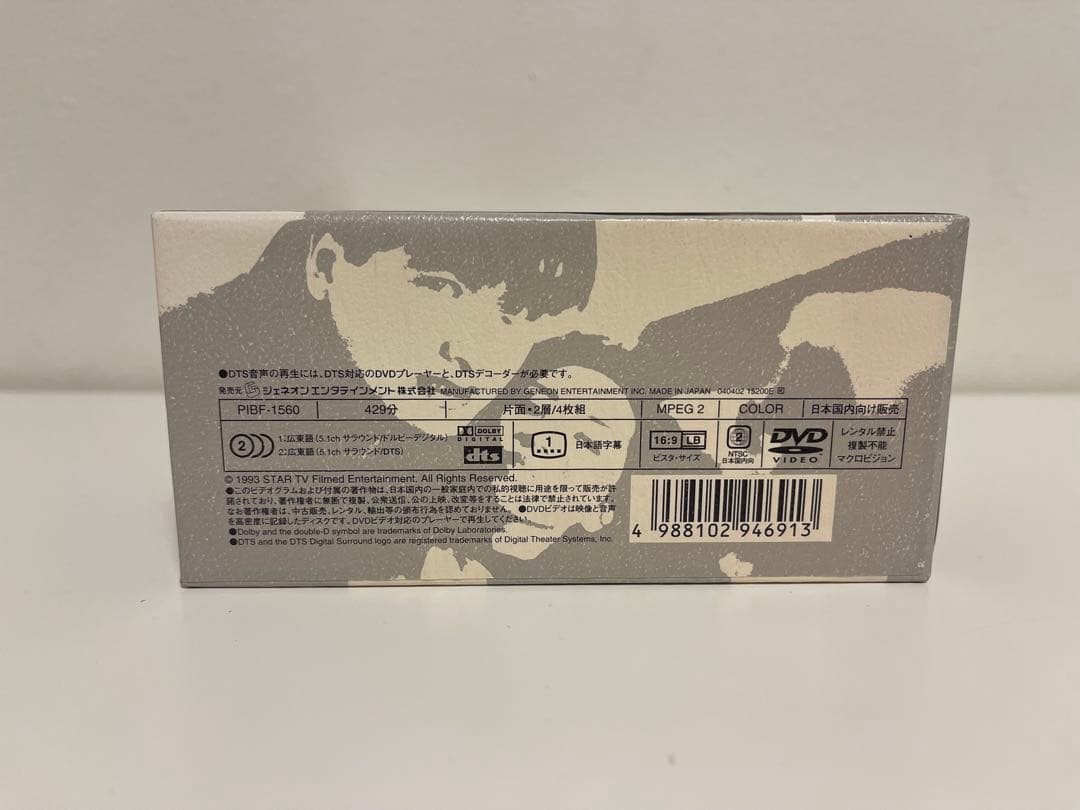 ●DTS音声の再生には、DTS対応のDVDプレーヤーと、DTSデコーダーが必要です。
発売元 ジェネオン エンタテインメント 株式会社 MANUFACTURED BY GENEON ENTERTAINMENT INC. MADE IN JAPAN 040402 15200E
PIBF-1560 429分 片面・2層/4枚組 MPEG 2 COLOR 日本国内向け販売
2 1.広東語(5.1ch サラウンド/ドルビーデジタル) DOLBY DIGITAL
2.広東語(5.1ch サラウンド/DTS) dts
1 日本語字幕
16:9 LB ビスタ・サイズ
2 NTSC 日本国内向
DVD VIDEO
レンタル禁止
複製不能
マクロビジョン
© 1993 STAR TV Filmed Entertainment. All Rights Reserved.
●このビデオグラムおよび付属の著作物は、日本国内の一般家庭内での私的視聴に用途を限って販売が許
諾されており、著作権者に無断で複製、公衆送信、公の上映、改変等をすることは法律で禁止されています。
なお著作権者は、中古販売、レンタル、輸出等の頒布行為を認めておりません。●DVDビデオは映像と音声
を高密度に記録したディスクです。DVDビデオ対応のプレーヤーで再生してください。
●Dolby and the double-D symbol are trademarks of Dolby Laboratories.
●DTS and the DTS Digital Surround logo are registered trademarks of Digital Theater Systems, Inc.
4 988102 946913